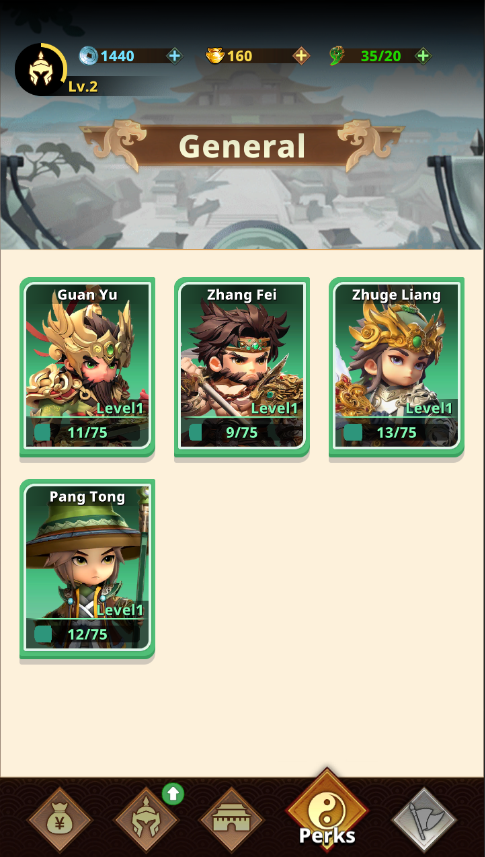 1440
160
35/20
Lv.2
General
Guan Yu
Level1
11/75
Zhang Fei
Level1
9/75
Zhuge Liang
Level1
13/75
Pang Tong
Level1
12/75
¥
Perks